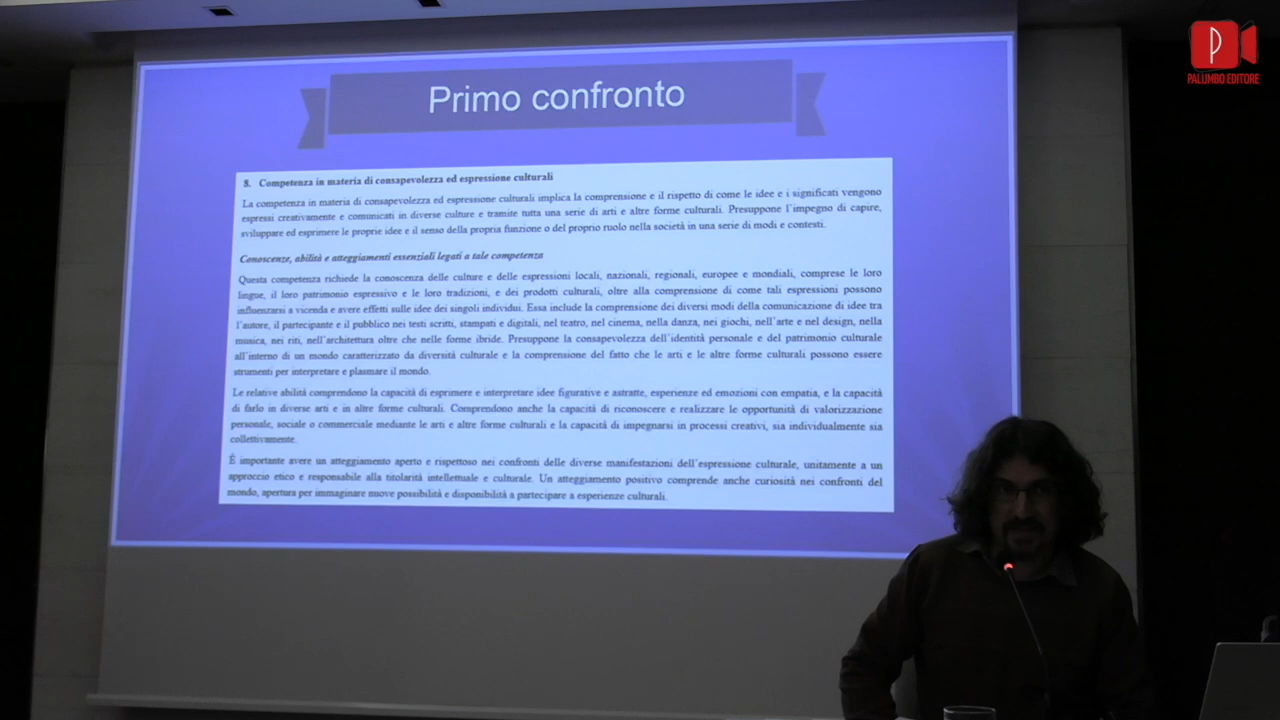 PALUMBO EDITORE
Primo confronto
8. Competenza in materia di consapevolezza ed espressione culturali
La competenza in materia di consapevolezza ed espressione culturali implica la comprensione e il rispetto di come le idee e i significati vengono
espressi creativamente e comunicati in diverse culture e tramite tutta una serie di arti e altre forme culturali. Presuppone l'impegno di capire,
sviluppare ed esprimere le proprie idee e il senso della propria funzione o del proprio ruolo nella società in una serie di modi e contesti.
Conoscenze, abilità e atteggiamenti essenziali legati a tale competenza
Questa competenza richiede la conoscenza delle culture e delle espressioni locali, nazionali, regionali, europee e mondiali, comprese le loro
lingue, il loro patrimonio espressivo e le loro tradizioni, e dei prodotti culturali, oltre alla comprensione di come tali espressioni possono
influenzarsi a vicenda e avere effetti sulle idee dei singoli individui. Essa include la comprensione dei diversi modi della comunicazione di idee tra
l'autore, il partecipante e il pubblico nei testi scritti, stampati e digitali, nel teatro, nel cinema, nella danza, nei giochi, nell'arte e nel design, nella
musica, nei riti, nell'architettura oltre che nelle forme ibride. Presuppone la consapevolezza dell'identità personale e del patrimonio culturale
all'interno di un mondo caratterizzato da diversità culturale e la comprensione del fatto che le arti e le altre forme culturali possono essere
strumenti per interpretare e plasmare il mondo.
Le relative abilità comprendono la capacità di esprimere e interpretare idee figurative e astratte, esperienze ed emozioni con empatia, e la capacità
di farlo in diverse arti e in altre forme culturali. Comprendono anche la capacità di riconoscere e realizzare le opportunità di valorizzazione
personale, sociale o commerciale mediante le arti e altre forme culturali e la capacità di impegnarsi in processi creativi, sia individualmente sia
collettivamente.
È importante avere un atteggiamento aperto e rispettoso nei confronti delle diverse manifestazioni dell'espressione culturale, unitamente a un
approccio etico e responsabile alla titolarità intellettuale e culturale. Un atteggiamento positivo comprende anche curiosità nei confronti del
mondo, apertura per immaginare nuove possibilità e disponibilità a partecipare a esperienze culturali.